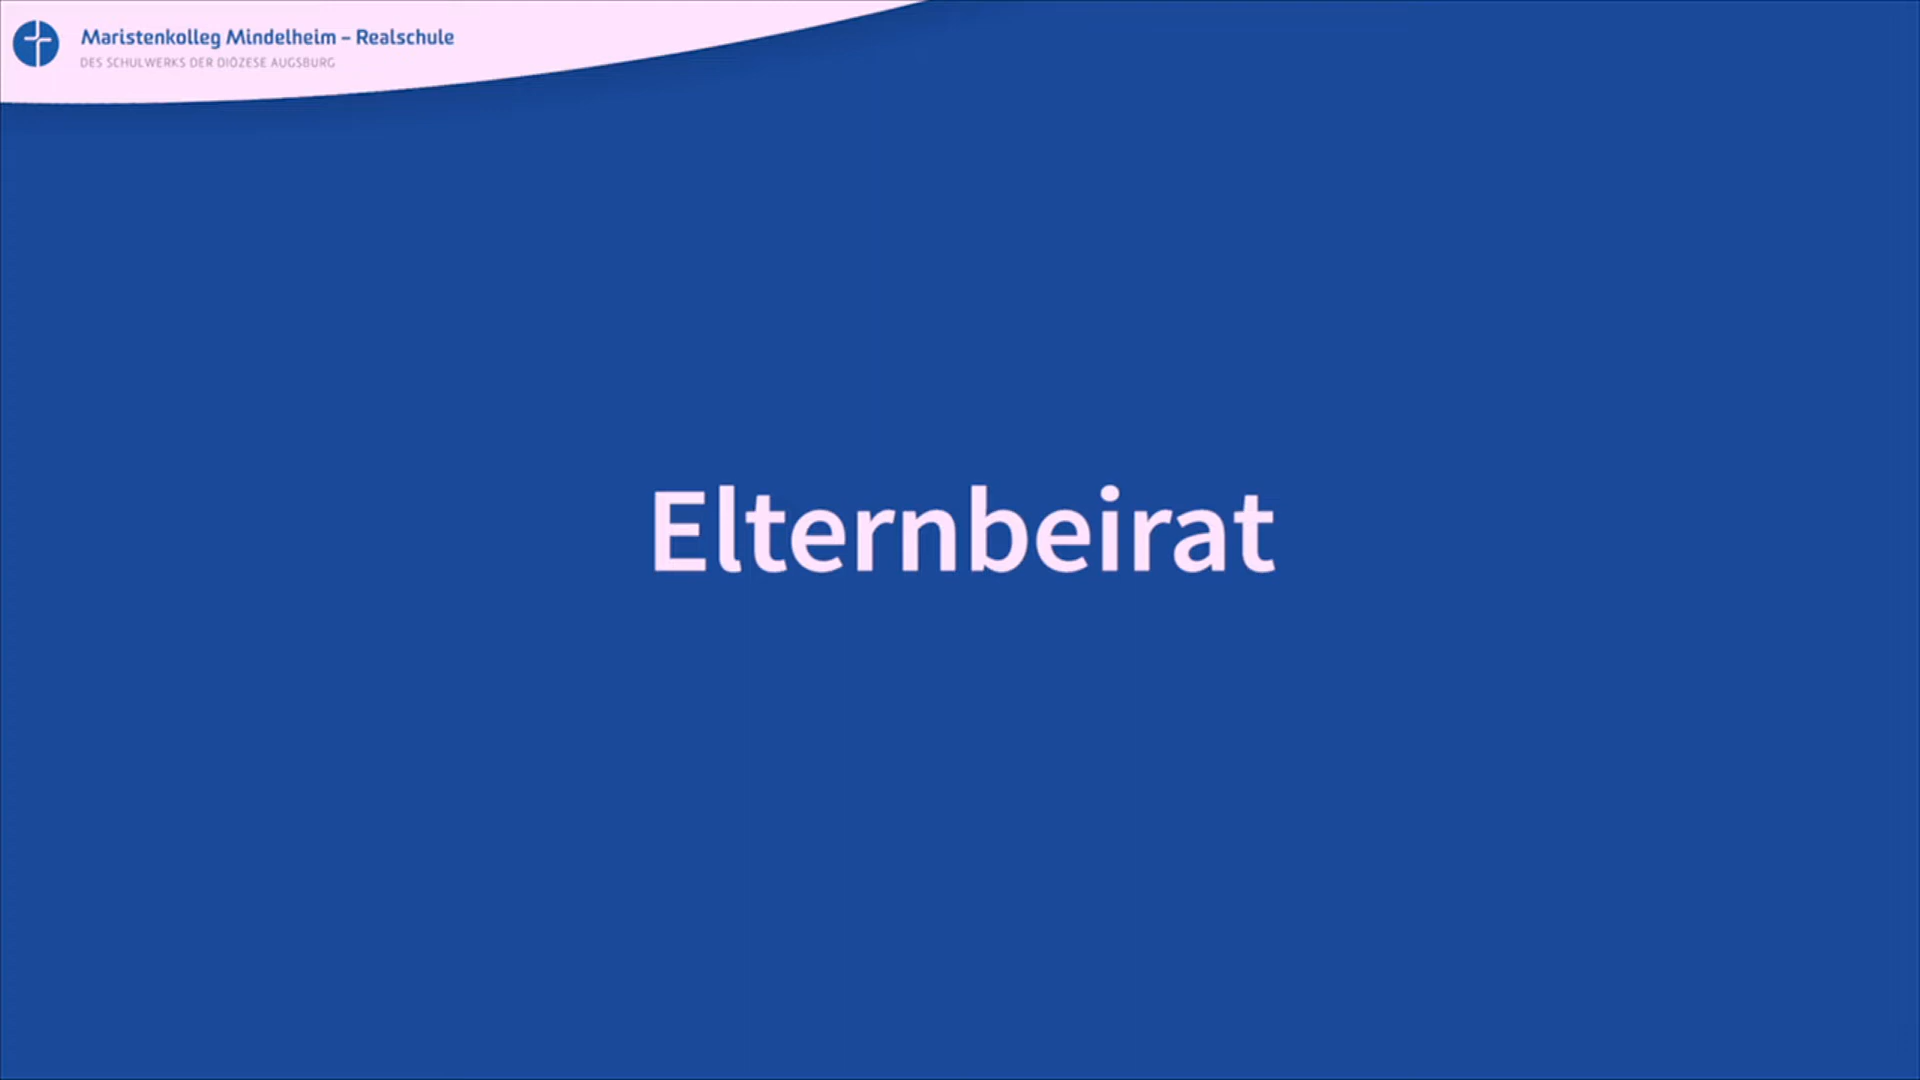 Maristenkolleg Mindelheim – Realschule
DES SCHULWERKS DER DIÖZESE AUGSBURG
Elternbeirat